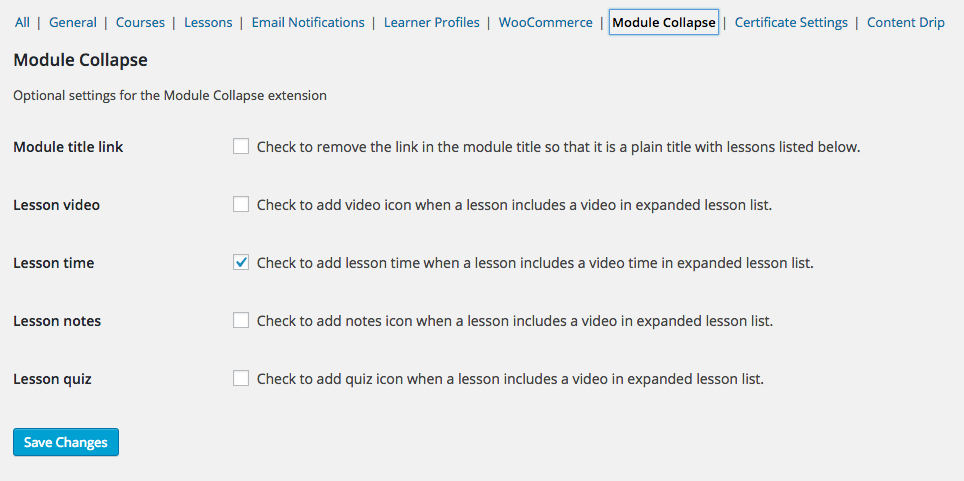 All | General | Courses | Lessons | Email Notifications | Learner Profiles | WooCommerce | Module Collapse | Certificate Settings | Content Drip
Module Collapse
Optional settings for the Module Collapse extension
Module title link Check to remove the link in the module title so that it is a plain title with lessons listed below.
Lesson video Check to add video icon when a lesson includes a video in expanded lesson list.
Lesson time Check to add lesson time when a lesson includes a video time in expanded lesson list.
Lesson notes Check to add notes icon when a lesson includes a video in expanded lesson list.
Lesson quiz Check to add quiz icon when a lesson includes a video in expanded lesson list.
Save Changes